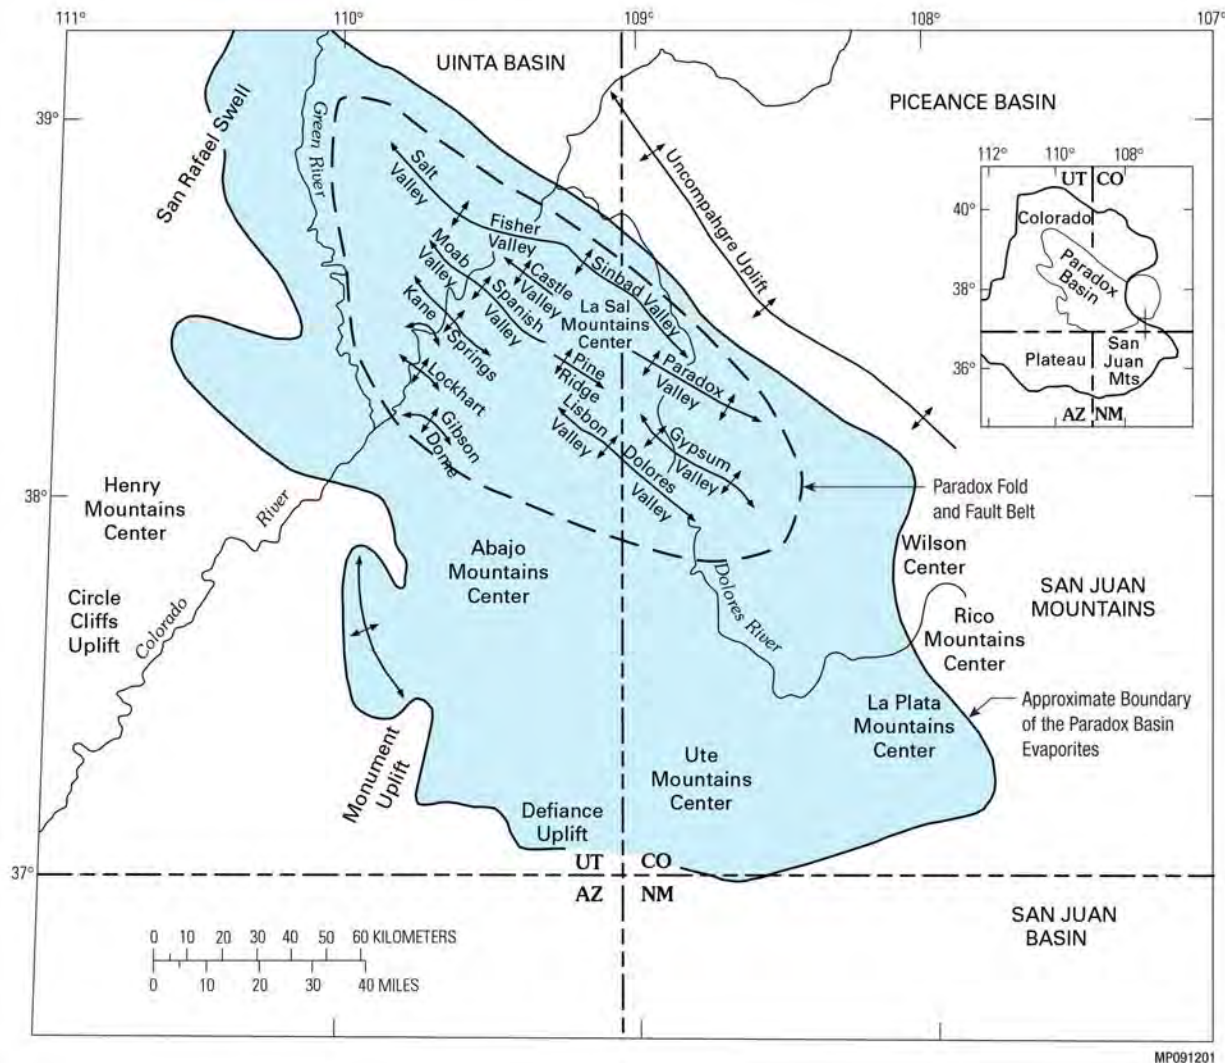 111°
110°
109°
108°
107°
UINTA BASIN
PICEANCE BASIN
39°
San Rafael Swell
Green River
Uncompahgre Uplift
112°
110°
108°
UT CO
40°
Colorado
Paradox
Basin
38°
36°
Plateau
San
Juan
Mts
AZ NM
Salt
Valley
Fisher
Valley
Moab
Valley
Castle
Valley
Sinbad Valley
Spanish
Valley
La Sal
Mountains
Center
Kane
Springs
Pine
Ridge
Paradox
Valley
Lockhart
Lisbon
Valley
Gibson
Dome
Gypsum
Valley
Dolores
Valley
38°
Henry
Mountains
Center
River
Colorado
Paradox Fold
and Fault Belt
Abajo
Mountains
Center
Wilson
Center
Circle
Cliffs
Uplift
Dolores River
SAN JUAN
MOUNTAINS
Rico
Mountains
Center
La Plata
Mountains
Center
Approximate Boundary
of the Paradox Basin
Evaporites
Monument
Uplift
Ute
Mountains
Center
Defiance
Uplift
UT CO
37°
AZ NM
SAN JUAN
BASIN
0 10 20 30 40 50 60 KILOMETERS
0 10 20 30 40 MILES
MP091201